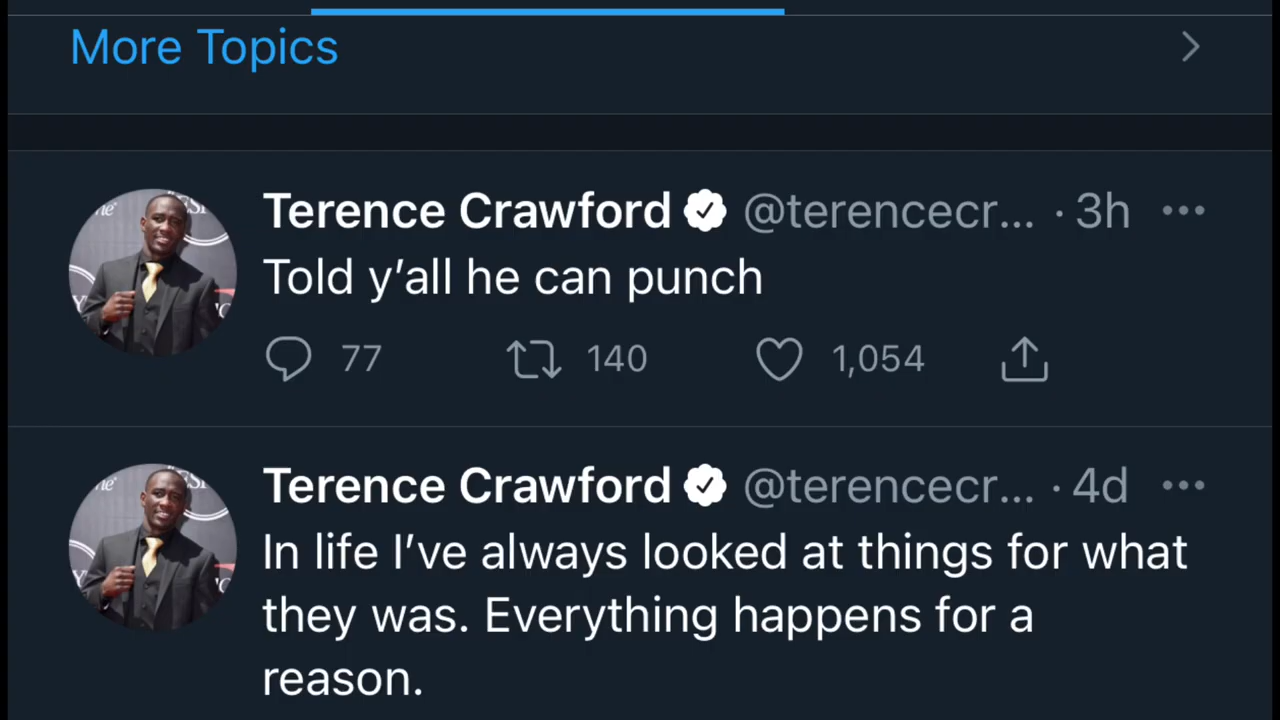 More Topics
Terence Crawford @terencecr... · 3h
Told y’all he can punch
77 140 1,054
Terence Crawford @terencecr... · 4d
In life I’ve always looked at things for what
they was. Everything happens for a
reason.